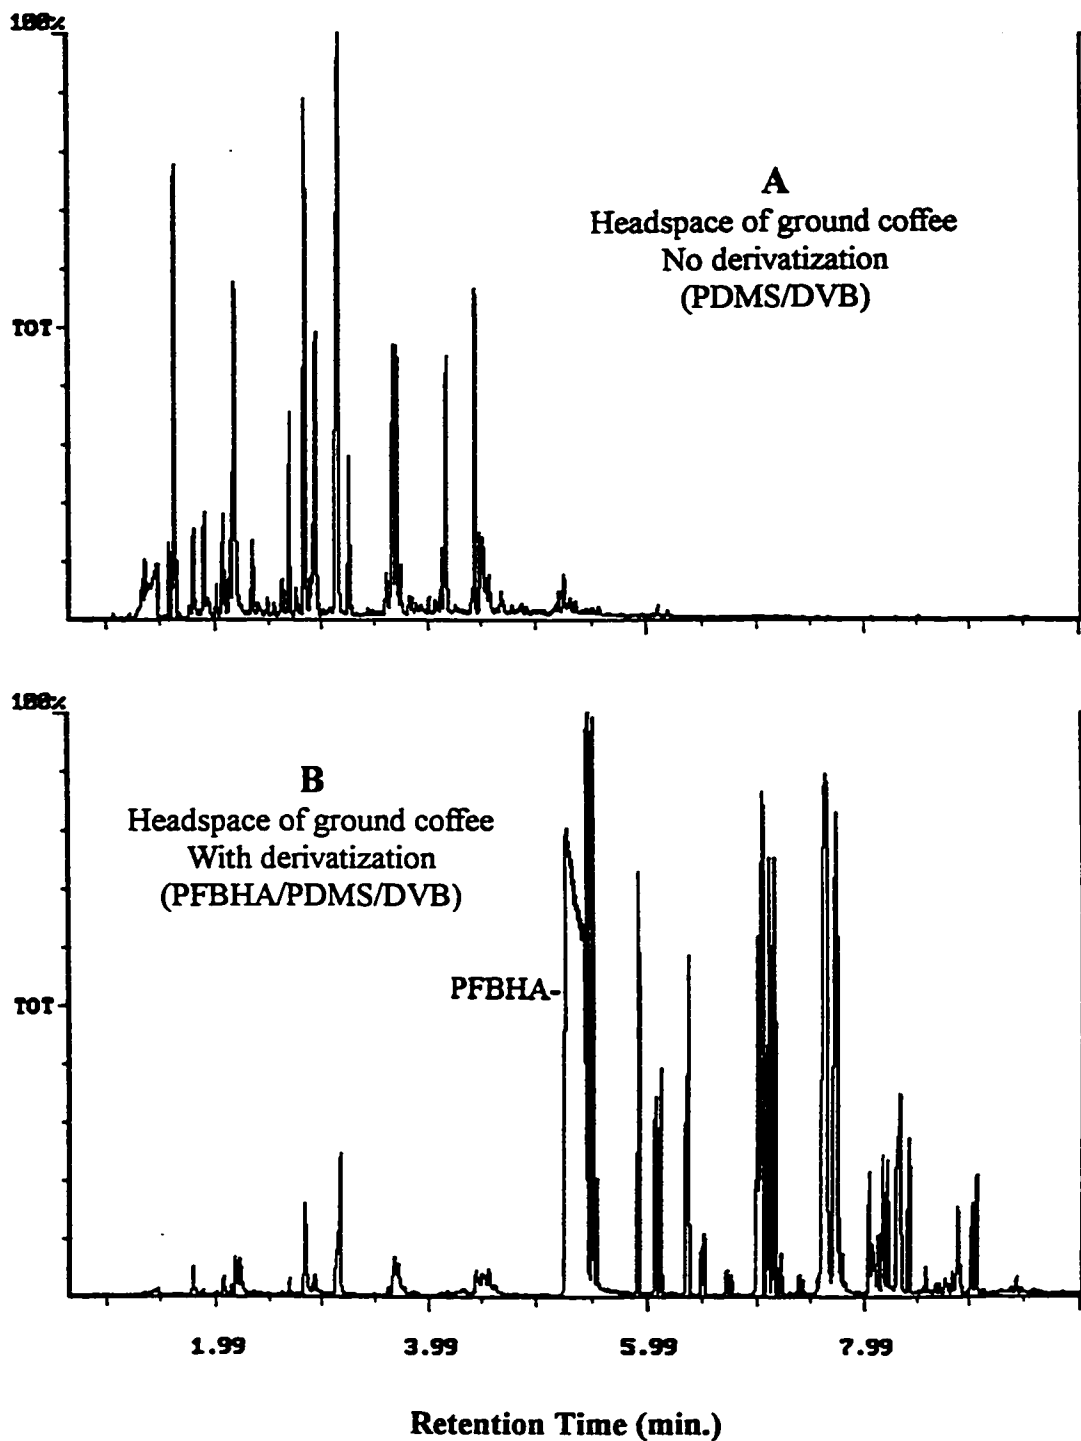 100%
A
Headspace of ground coffee
No derivatization
(PDMS/DVB)
TOT
100%
B
Headspace of ground coffee
With derivatization
(PFBHA/PDMS/DVB)
PFBHA-
TOT
1.99 3.99 5.99 7.99
Retention Time (min.)